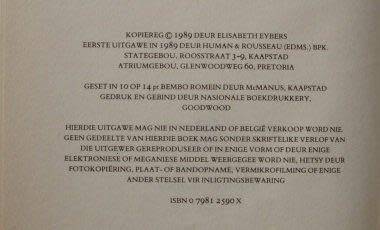 KOPIEREG © 1989 DEUR ELISABETH EYBERS
EERSTE UITGAWE IN 1989 DEUR HUMAN & ROUSSEAU (EDMS.) BPK.
STATEGEBOU, ROOSSTRAAT 3–9, KAAPSTAD
ATRIUMGEBOU, GLENWOODWEG 60, PRETORIA
GESET IN 10 OP 14 pt BEMBO ROMEIN DEUR McMANUS, KAAPSTAD
GEDRUK EN GEBIND DEUR NASIONALE BOEKDRUKKERY,
GOODWOOD
HIERDIE UITGAWE MAG NIE IN NEDERLAND OF BELGIË VERKOOP WORD NIE.
GEEN GEDEELTE VAN HIERDIE BOEK MAG SONDER SKRIFTELIKE VERLOF VAN
DIE UITGEWER GEREPRODUSEER OF IN ENIGE VORM OF DEUR ENIGE
ELEKTRONIESE OF MEGANIESE MIDDEL WEERGEGEE WORD NIE, HETSY DEUR
FOTOKOPIËRING, PLAAT- OF BANDOPNAME, VERMIKROFILMING OF ENIGE
ANDER STELSEL VIR INLIGTINGSBEWARING
ISBN 0 7981 2590 X